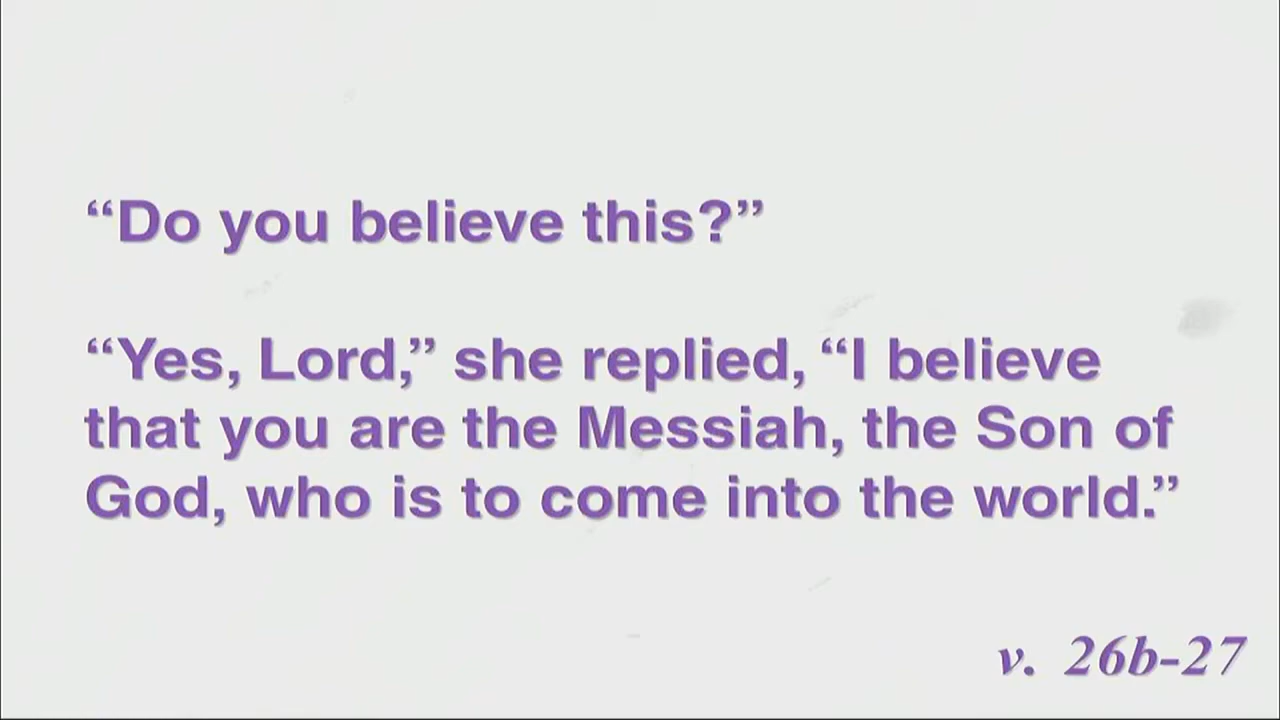 “Do you believe this?”
“Yes, Lord,” she replied, “I believe
that you are the Messiah, the Son of
God, who is to come into the world.”
v. 26b-27